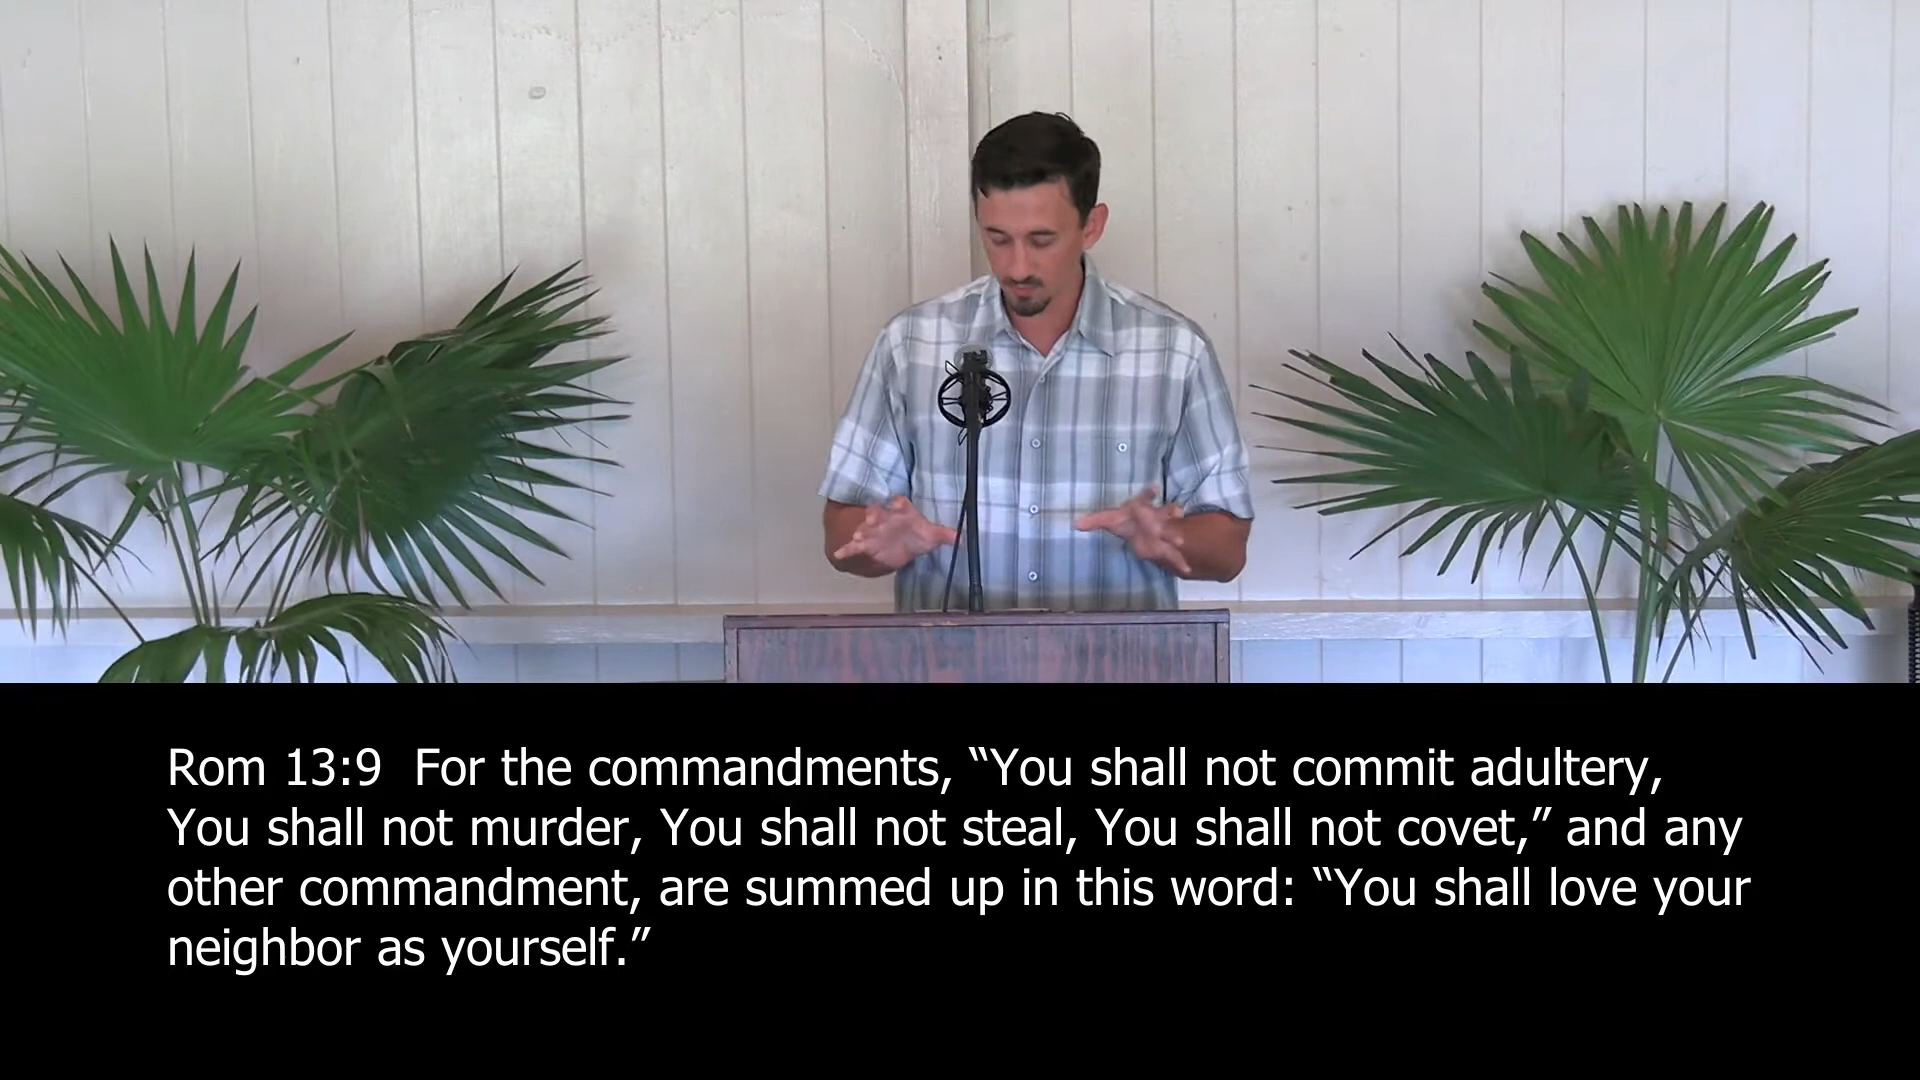 Rom 13:9  For the commandments, “You shall not commit adultery,
You shall not murder, You shall not steal, You shall not covet,” and any
other commandment, are summed up in this word: “You shall love your
neighbor as yourself.”